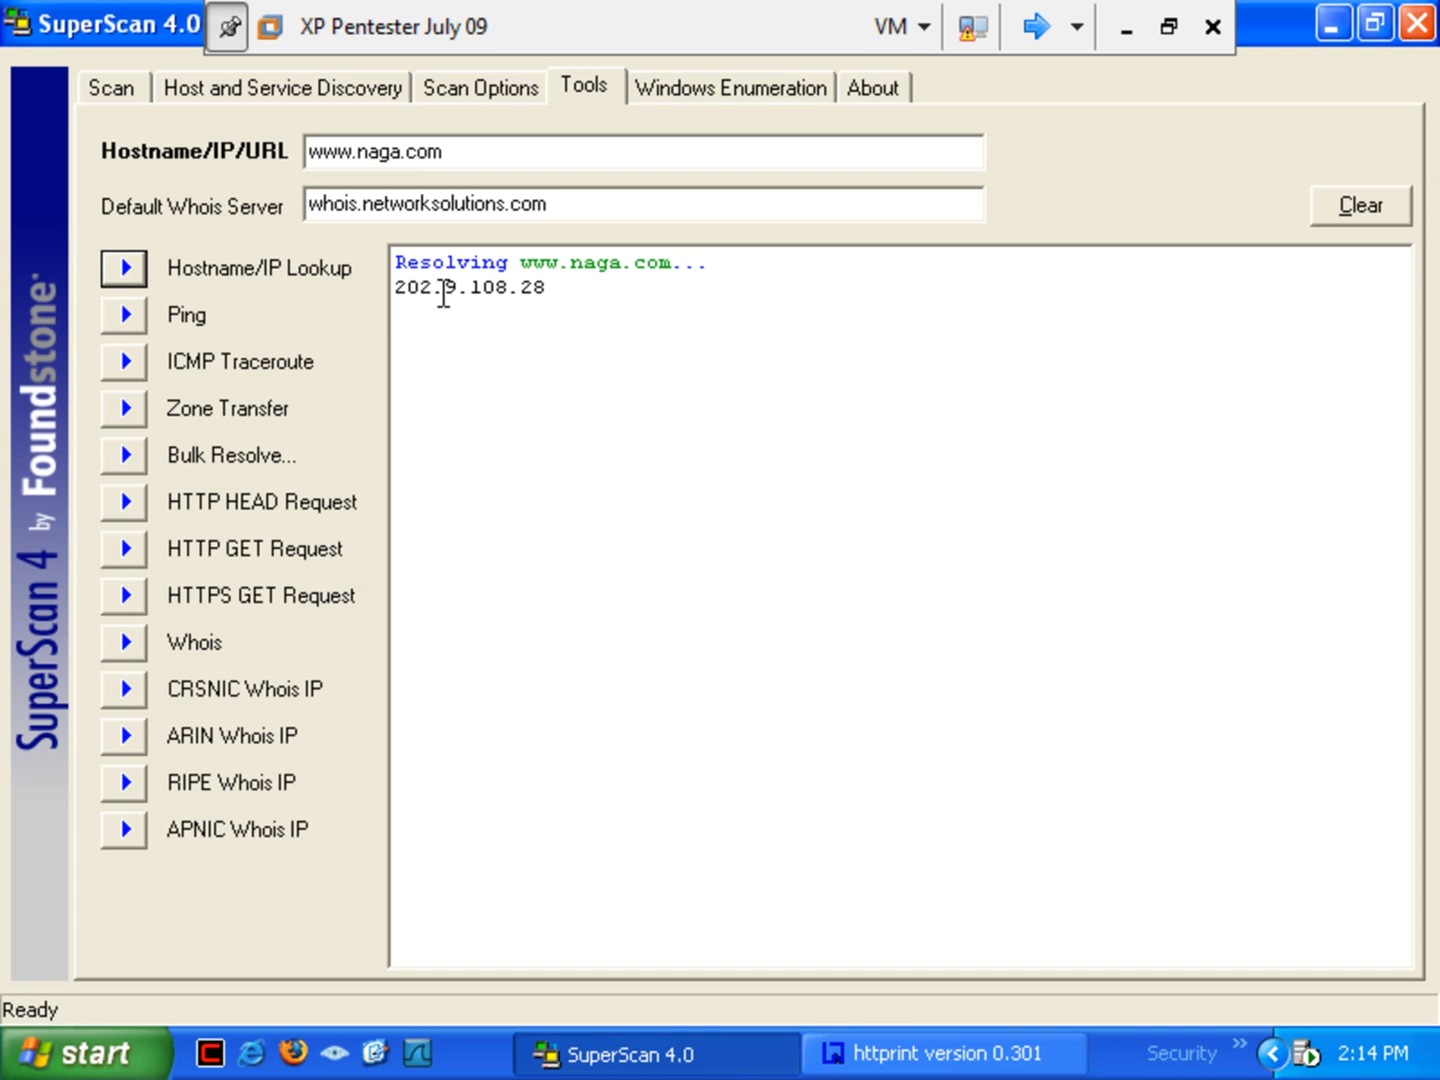 SuperScan 4.0
XP Pentester July 09
VM
Scan
Host and Service Discovery
Scan Options
Tools
Windows Enumeration
About
Hostname/IP/URL
www.naga.com
Default Whois Server
whois.networksolutions.com
Clear
Hostname/IP Lookup
Ping
ICMP Traceroute
Zone Transfer
Bulk Resolve...
HTTP HEAD Request
HTTP GET Request
HTTPS GET Request
Whois
CRSNIC Whois IP
ARIN Whois IP
RIPE Whois IP
APNIC Whois IP
Resolving www.naga.com...
202.9.108.28
SuperScan 4 by Foundstone
Ready
start
SuperScan 4.0
httprint version 0.301
Security
2:14 PM